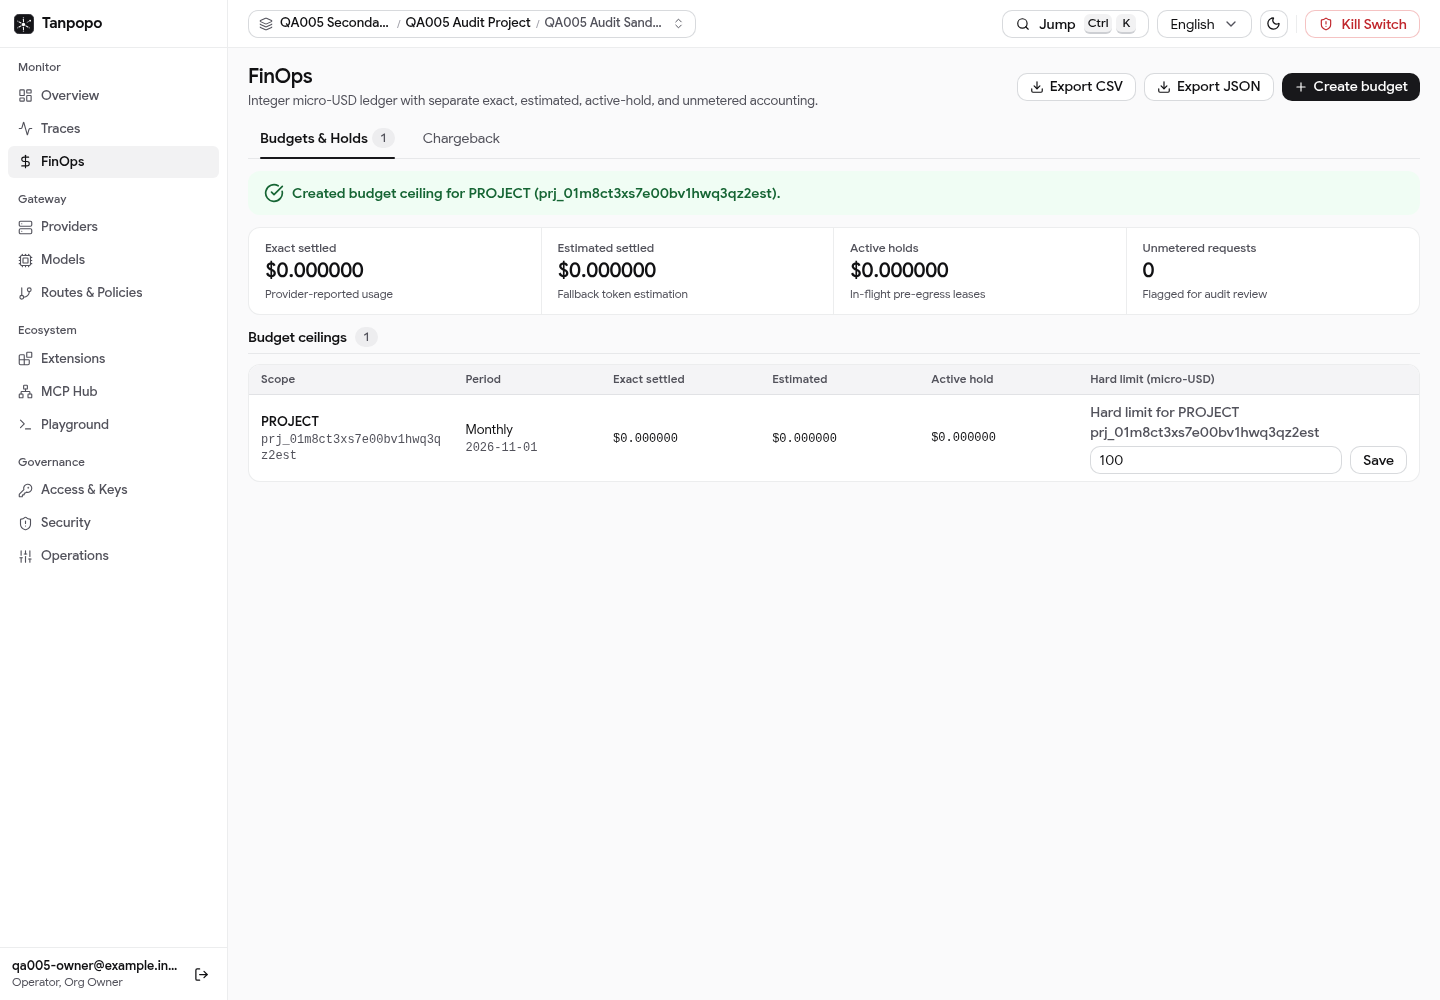 Tanpopo
QA005 Seconda... / QA005 Audit Project / QA005 Audit Sand...
Jump Ctrl K
English
Kill Switch
Monitor
Overview
Traces
FinOps
Gateway
Providers
Models
Routes & Policies
Ecosystem
Extensions
MCP Hub
Playground
Governance
Access & Keys
Security
Operations
qa005-owner@example.in...
Operator, Org Owner
FinOps
Integer micro-USD ledger with separate exact, estimated, active-hold, and unmetered accounting.
Export CSV
Export JSON
Create budget
Budgets & Holds 1
Chargeback
Created budget ceiling for PROJECT (prj_01m8ct3xs7e00bv1hwq3qz2est).
Exact settled
$0.000000
Provider-reported usage
Estimated settled
$0.000000
Fallback token estimation
Active holds
$0.000000
In-flight pre-egress leases
Unmetered requests
0
Flagged for audit review
Budget ceilings 1
Scope Period Exact settled Estimated Active hold Hard limit (micro-USD)
PROJECT
prj_01m8ct3xs7e00bv1hwq3q
z2est
Monthly
2026-11-01
$0.000000
$0.000000
$0.000000
Hard limit for PROJECT
prj_01m8ct3xs7e00bv1hwq3qz2est
100
Save